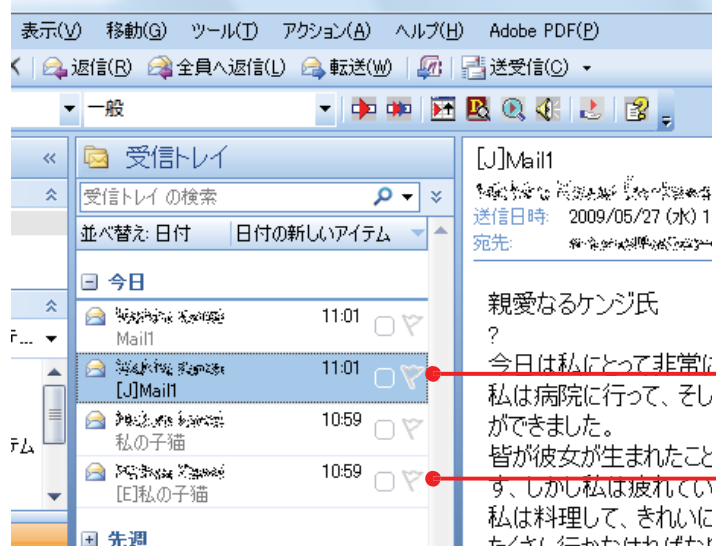 表示(V) 移動(G) ツール(T) アクション(A) ヘルプ(H) Adobe PDF(P)
返信(R) 全員へ返信(L) 転送(W) 送受信(C)
一般
受信トレイ
受信トレイ の検索
並べ替え: 日付 日付の新しいアイテム
今日
11:01
Mail1
11:01
[J]Mail1
10:59
私の子猫
10:59
[E]私の子猫
先週
テ...
テム
[J]Mail1
送信日時: 2009/05/27 (水) 1
宛先:
親愛なるケンジ氏
?
今日は私にとって非常に
私は病院に行って、そし
ができました。
皆が彼女が生まれたこと
す、しかし私は疲れてい
私は料理して、きれいに